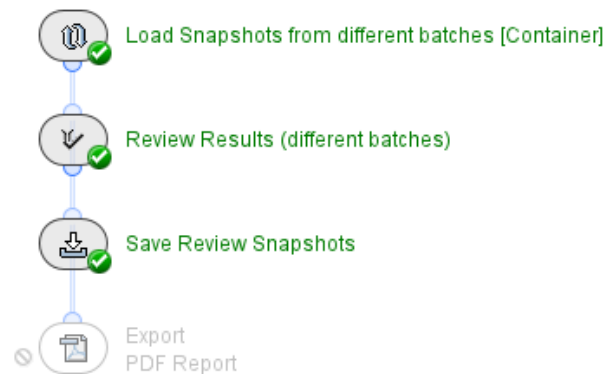 Load Snapshots from different batches [Container]
Review Results (different batches)
Save Review Snapshots
Export
PDF Report